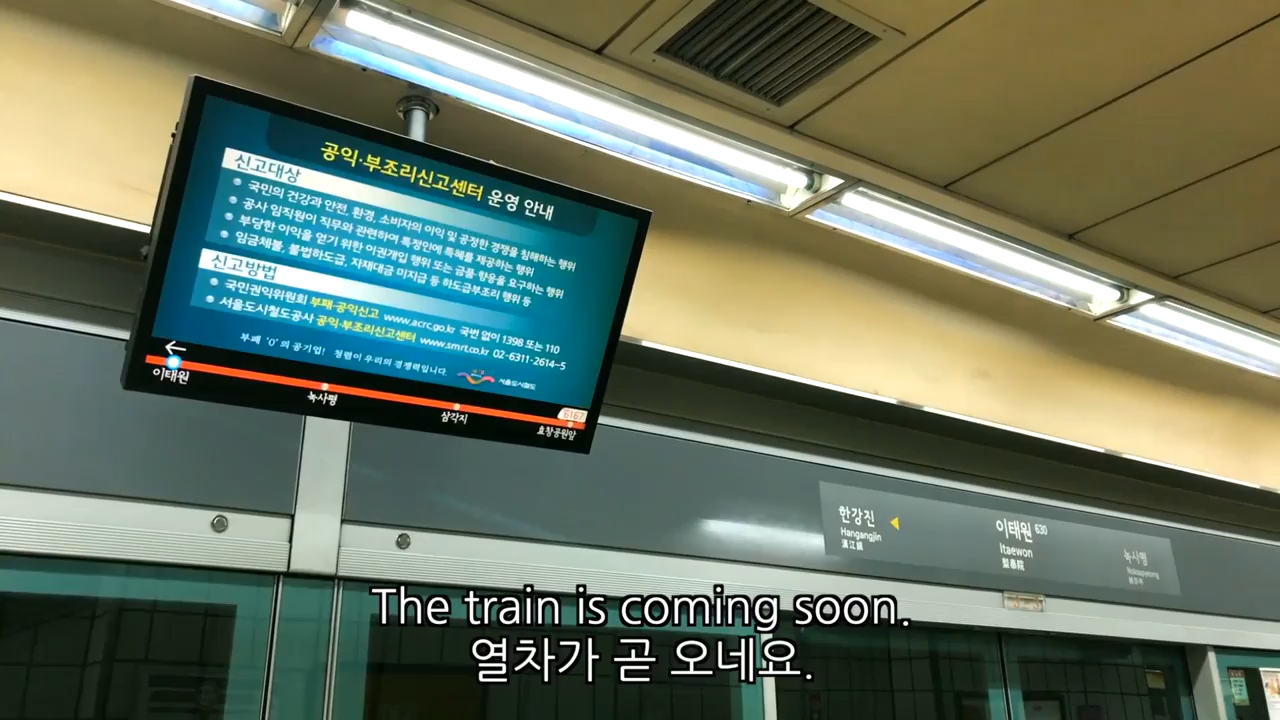 공익·부조리신고센터 운영 안내
신고대상
국민의 건강과 안전, 환경, 소비자의 이익 및 공정한 경쟁을 침해하는 행위
공사 임직원이 직무와 관련하여 특정인에 특혜를 제공하는 행위
부당한 이익을 얻기 위한 이권개입 행위 또는 금품·향응을 요구하는 행위
임금체불, 불법하도급, 자재대금 미지급 등 하도급부조리 행위 등
신고방법
국민권익위원회 부패·공익신고 www.acrc.go.kr 국번 없이 1398 또는 110
서울도시철도공사 공익·부조리신고센터 www.smrt.co.kr 02-6311-2614~5
부패 '0'의 공기업! 청렴이 우리의 경쟁력입니다.
서울도시철도
←
6167
이태원 녹사평 삼각지 효창공원앞
한강진
Hangangjin
漢江鎭
이태원 630
Itaewon
梨泰院
녹사평
The train is coming soon.
열차가 곧 오네요.